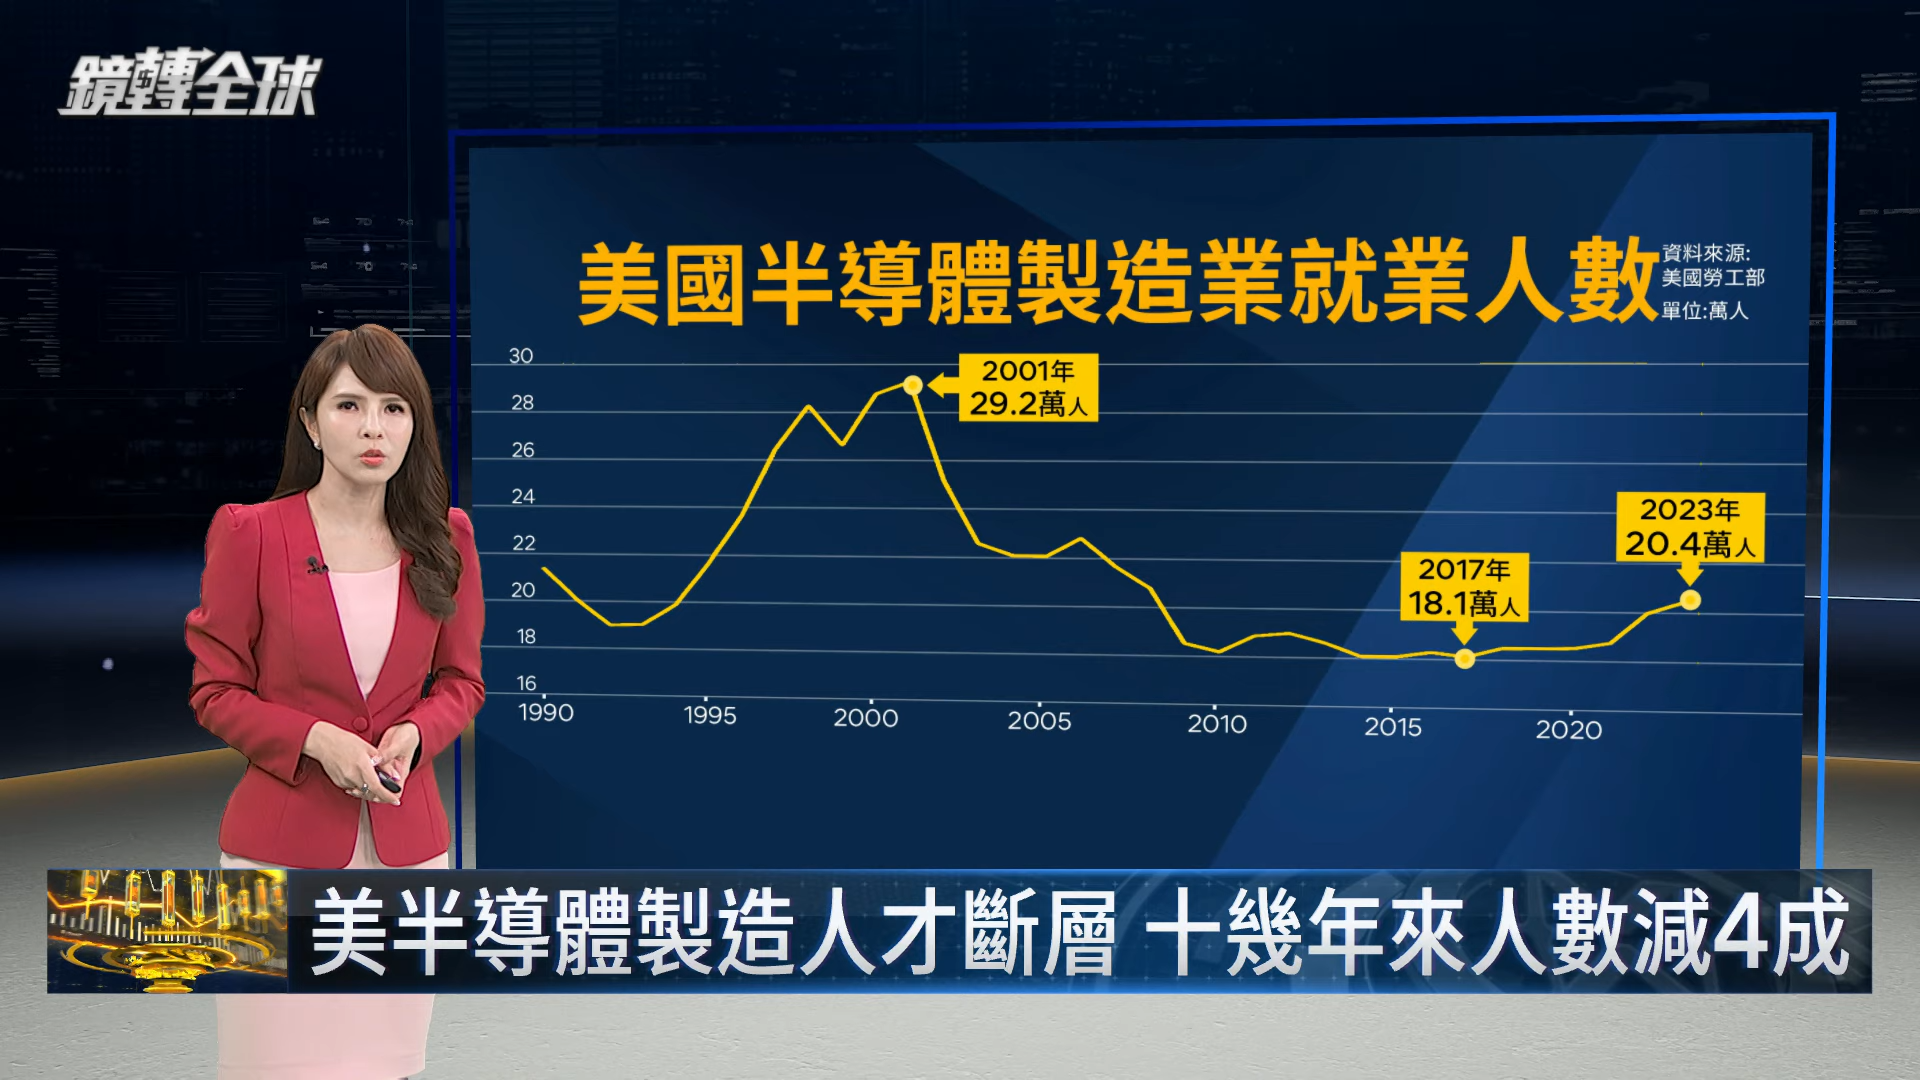 鏡轉全球
美國半導體製造業就業人數
資料來源:
美國勞工部
單位:萬人
30
28
26
24
22
20
18
16
2001年
29.2萬人
2017年
18.1萬人
2023年
20.4萬人
1990
1995
2000
2005
2010
2015
2020
美半導體製造人才斷層 十幾年來人數減4成